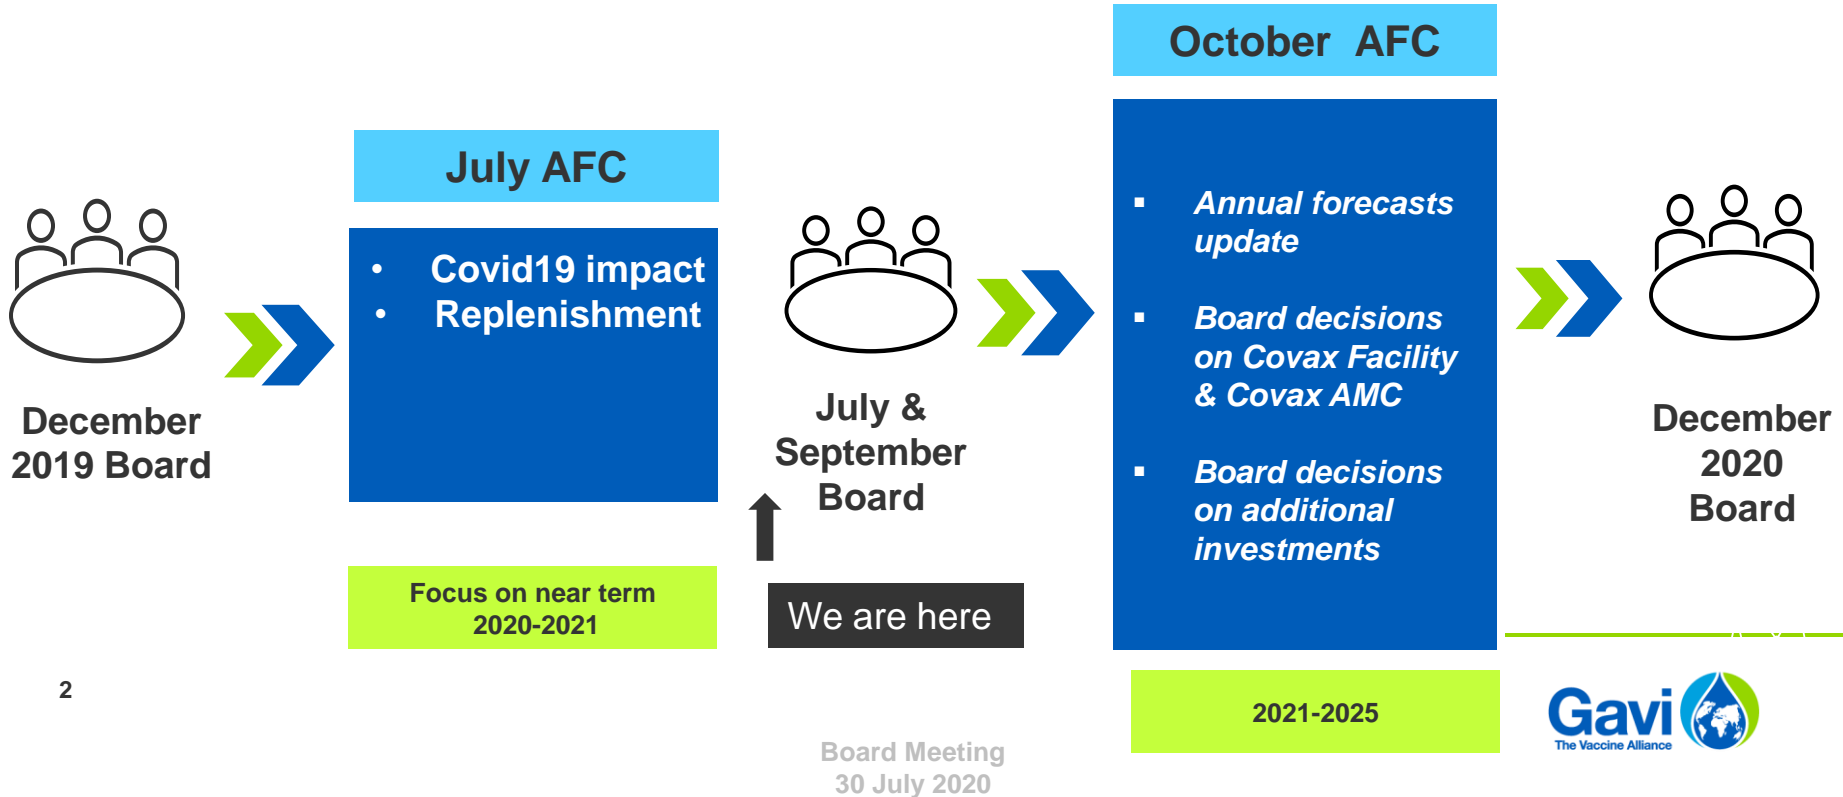 December
2019 Board
July AFC
• Covid19 impact
• Replenishment
Focus on near term
2020-2021
July &
September
Board
We are here
October AFC
▪ Annual forecasts
update
▪ Board decisions
on Covax Facility
& Covax AMC
▪ Board decisions
on additional
investments
2021-2025
December
2020
Board
2
Board Meeting
30 July 2020
Gavi
The Vaccine Alliance